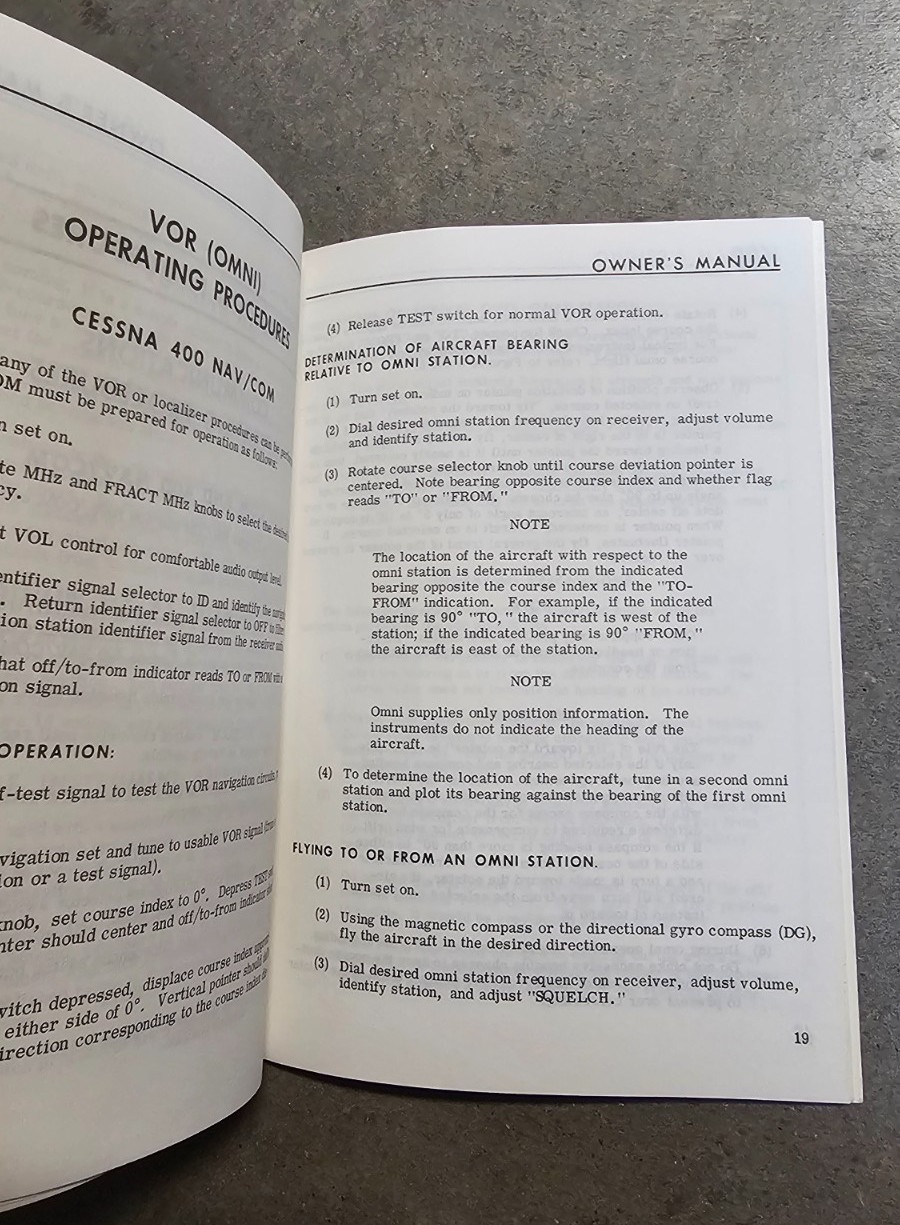 VOR (OMNI)
OPERATING PROCEDURES
CESSNA 400 NAV/COM
any of the VOR or localizer procedures can be
OM must be prepared for operation as follows:
n set on.
te MHz and FRACT MHz knobs to select the desired
cy.
t VOL control for comfortable audio output level.
entifier signal selector to ID and identify the
. Return identifier signal selector to OFF to
ion station identifier signal from the receiver
hat off/to-from indicator reads TO or FROM with a
on signal.
OPERATION:
f-test signal to test the VOR navigation circuits.
vigation set and tune to usable VOR signal (from
ion or a test signal).
knob, set course index to 0°. Depress TEST
nter should center and off/to-from indicator
witch depressed, displace course index
either side of 0°. Vertical pointer should
irection corresponding to the course index
OWNER'S MANUAL
(4) Release TEST switch for normal VOR operation.
DETERMINATION OF AIRCRAFT BEARING
RELATIVE TO OMNI STATION.
(1) Turn set on.
(2) Dial desired omni station frequency on receiver, adjust volume
and identify station.
(3) Rotate course selector knob until course deviation pointer is
centered. Note bearing opposite course index and whether flag
reads "TO" or "FROM."
NOTE
The location of the aircraft with respect to the
omni station is determined from the indicated
bearing opposite the course index and the "TO-
FROM" indication. For example, if the indicated
bearing is 90° "TO," the aircraft is west of the
station; if the indicated bearing is 90° "FROM,"
the aircraft is east of the station.
NOTE
Omni supplies only position information. The
instruments do not indicate the heading of the
aircraft.
(4) To determine the location of the aircraft, tune in a second omni
station and plot its bearing against the bearing of the first omni
station.
FLYING TO OR FROM AN OMNI STATION.
(1) Turn set on.
(2) Using the magnetic compass or the directional gyro compass (DG),
fly the aircraft in the desired direction.
(3) Dial desired omni station frequency on receiver, adjust volume,
identify station, and adjust "SQUELCH."
19